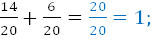 14/20 + 6/20 = 20/20 = 1;